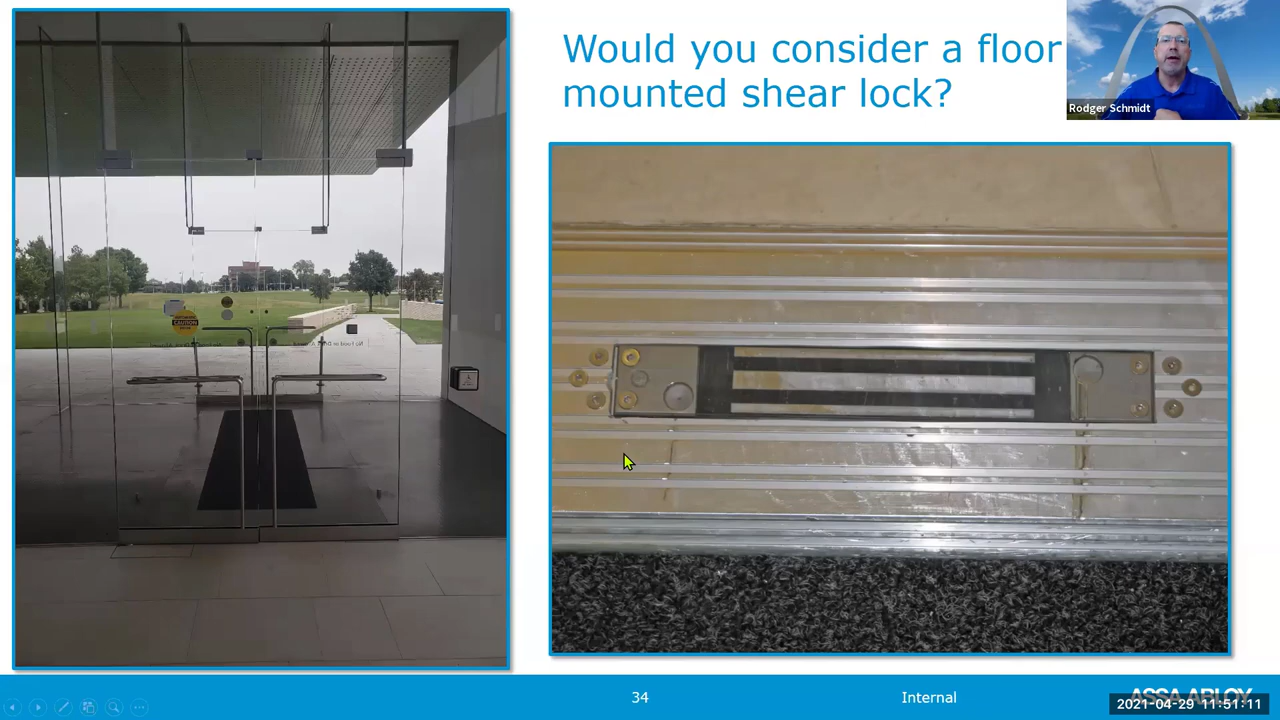 Would you consider a floor
mounted shear lock?
Rodger Schmidt
CAUTION
34
Internal
ASSA ABLOY
2021-04-29 11:51:11